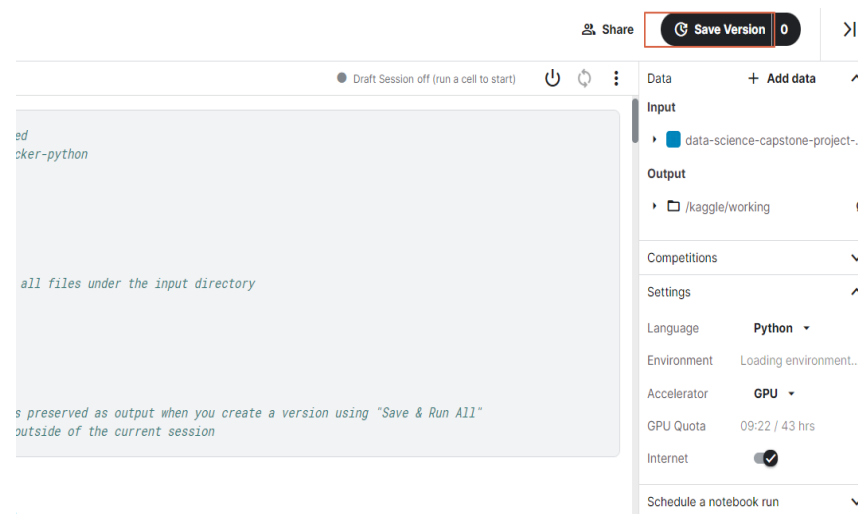 Share
Save Version 0
Draft Session off (run a cell to start)
Data
+ Add data
Input
data-science-capstone-project-..
Output
/kaggle/working
Competitions
Settings
Language Python
Environment Loading environment..
Accelerator GPU
GPU Quota 09:22 / 43 hrs
Internet
Schedule a notebook run
ed
cker-python
all files under the input directory
s preserved as output when you create a version using "Save & Run All"
outside of the current session